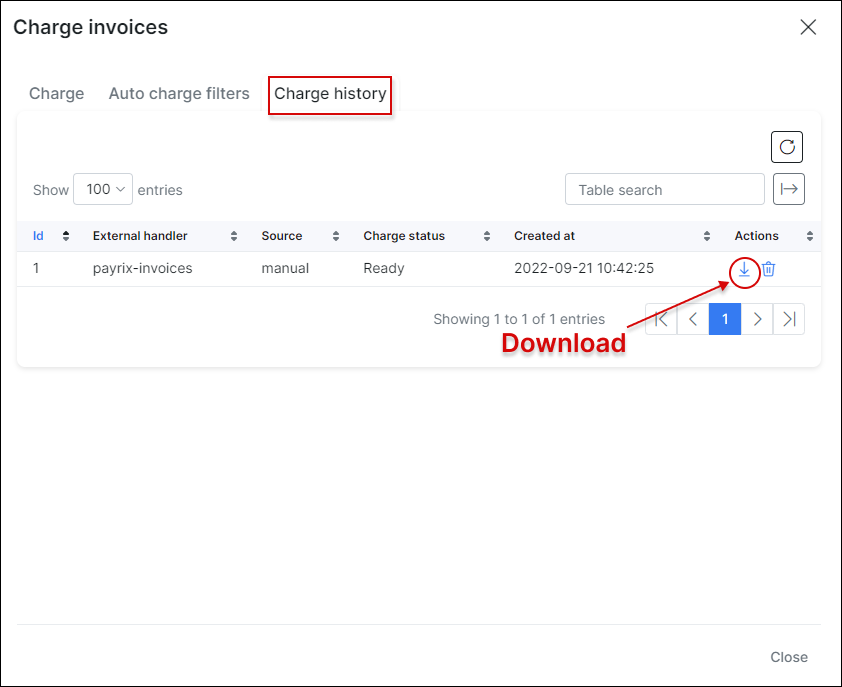 Charge invoices
Charge Auto charge filters Charge history
Show 100 entries Table search
Id External handler Source Charge status Created at Actions
1 payrix-invoices manual Ready 2022-09-21 10:42:25
Showing 1 to 1 of 1 entries 1
Download
Close